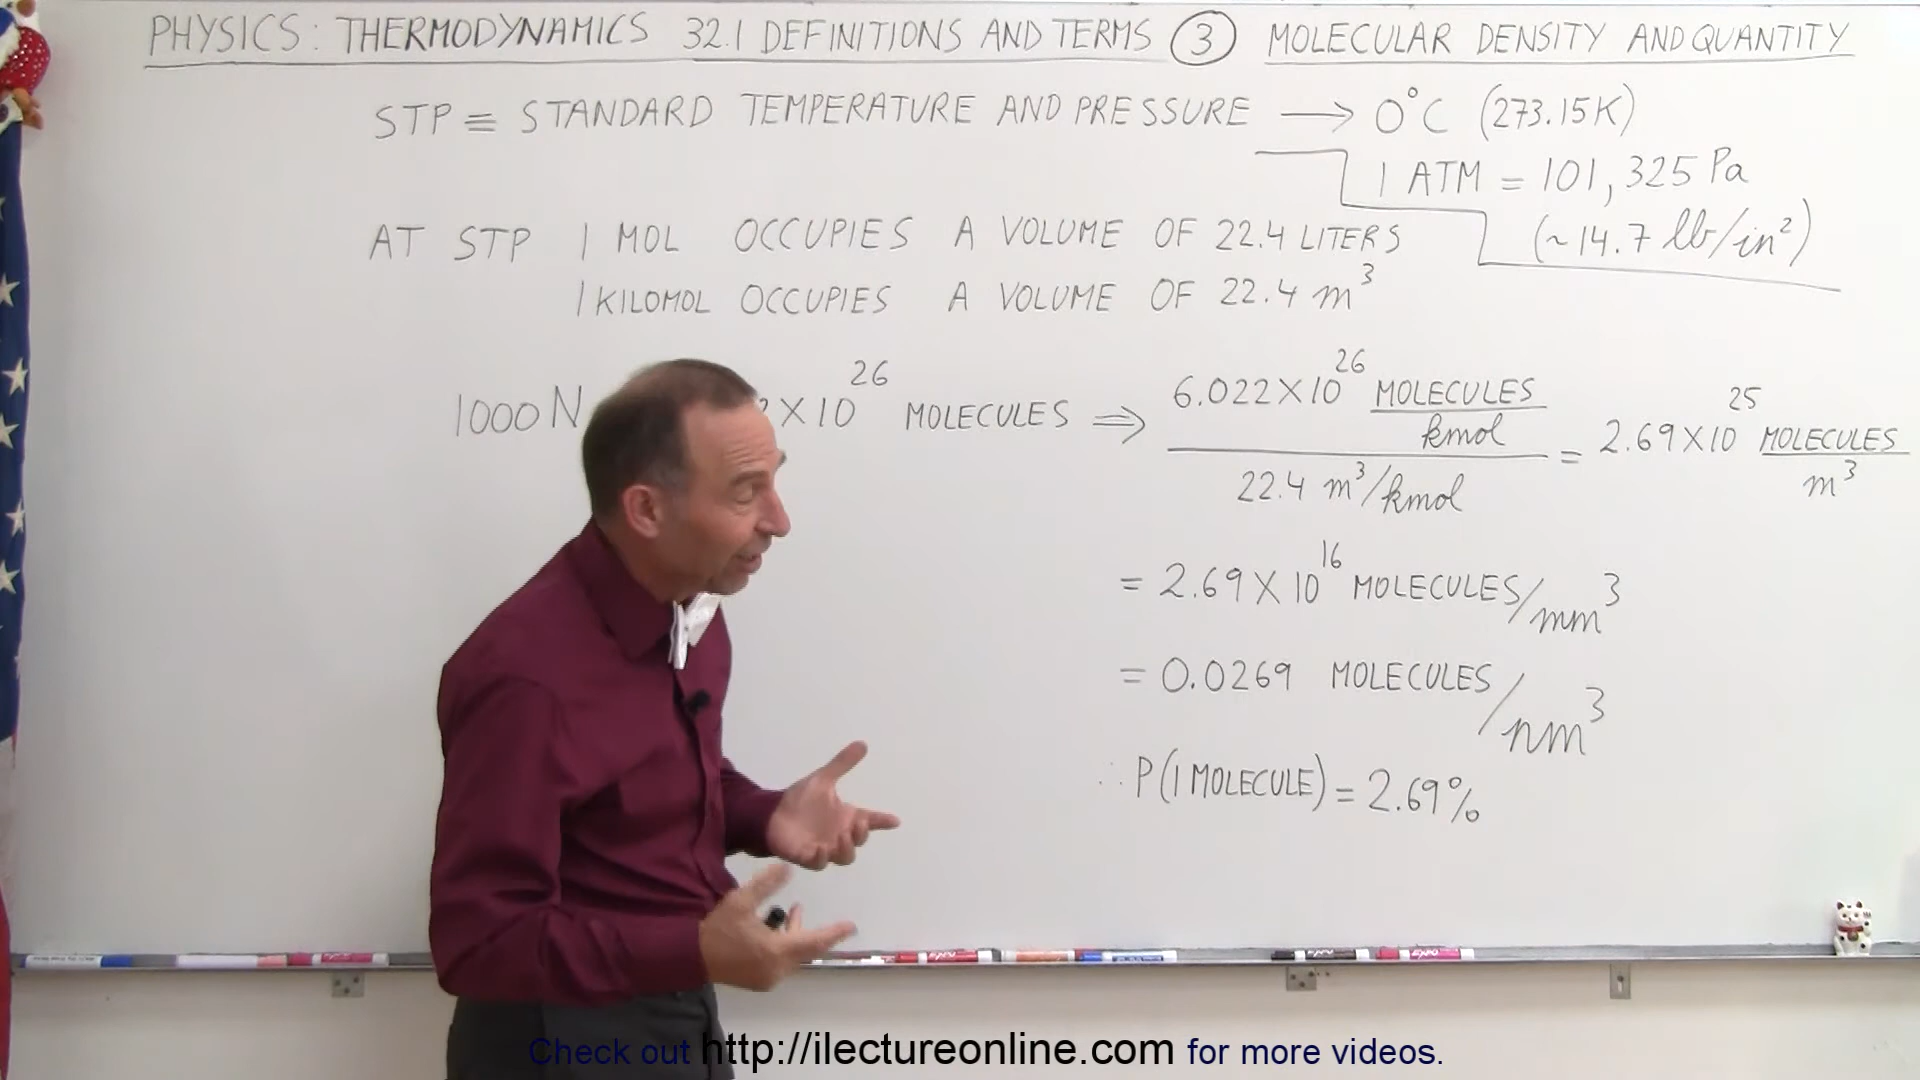 PHYSICS: THERMODYNAMICS 32.1 DEFINITIONS AND TERMS ③ MOLECULAR DENSITY AND QUANTITY
STP ≡ STANDARD TEMPERATURE AND PRESSURE → 0°C (273.15K)
1 ATM = 101,325 Pa
(~14.7 lb/in²)
AT STP 1 MOL OCCUPIES A VOLUME OF 22.4 LITERS
1 KILOMOL OCCUPIES A VOLUME OF 22.4 m³
1000 N ×10²⁶ MOLECULES ⇒ 6.022×10²⁶ MOLECULES/kmol / 22.4 m³/kmol = 2.69×10²⁵ MOLECULES/m³
= 2.69×10¹⁶ MOLECULES/mm³
= 0.0269 MOLECULES/nm³
∴ P(1 MOLECULE) = 2.69%
Check out http://ilectureonline.com for more videos.